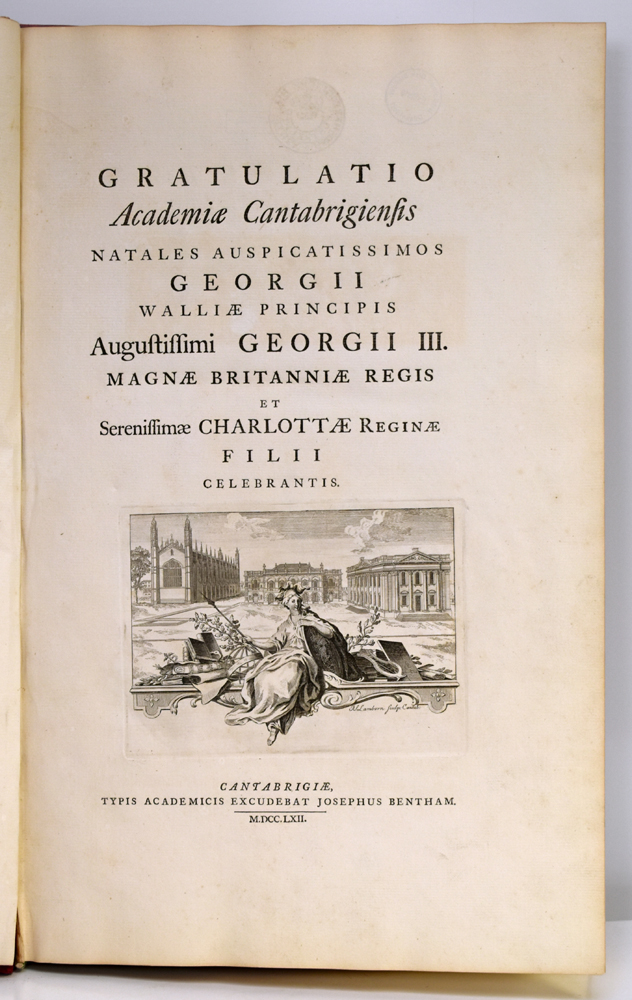 GRATULATIO
Academiæ Cantabrigienſis
NATALES AUSPICATISSIMOS
GEORGII
WALLIÆ PRINCIPIS
Auguſtiſſimi GEORGII III.
MAGNÆ BRITANNIÆ REGIS
ET
Sereniſſimæ CHARLOTTÆ REGINÆ
FILII
CELEBRANTIS.
sculp.
CANTABRIGIÆ,
TYPIS ACADEMICIS EXCUDEBAT JOSEPHUS BENTHAM.
M.DCC.LXII.